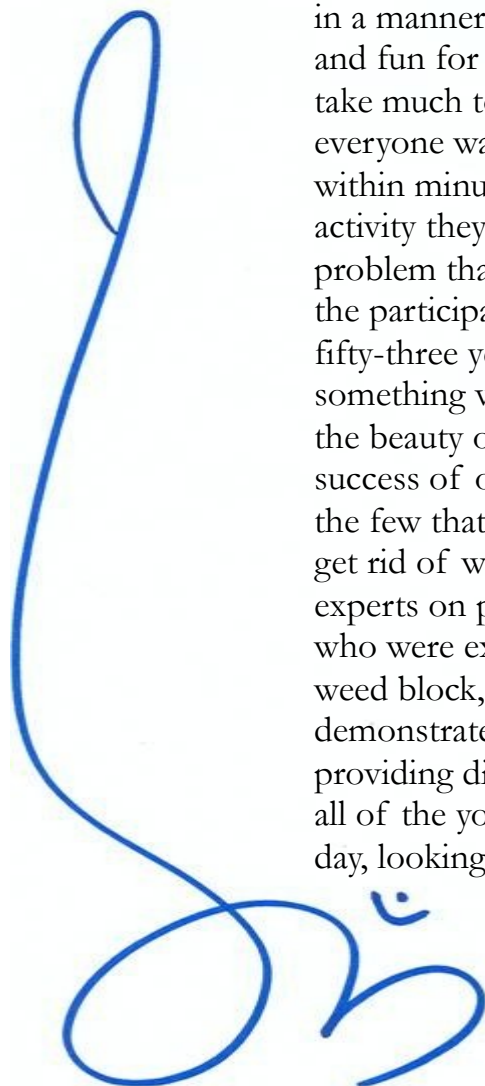 in a manner
and fun for
take much t
everyone wa
within minu
activity they
problem tha
the participa
fifty-three y
something v
the beauty o
success of o
the few that
get rid of w
experts on p
who were ex
weed block,
demonstrate
providing di
all of the yo
day, looking